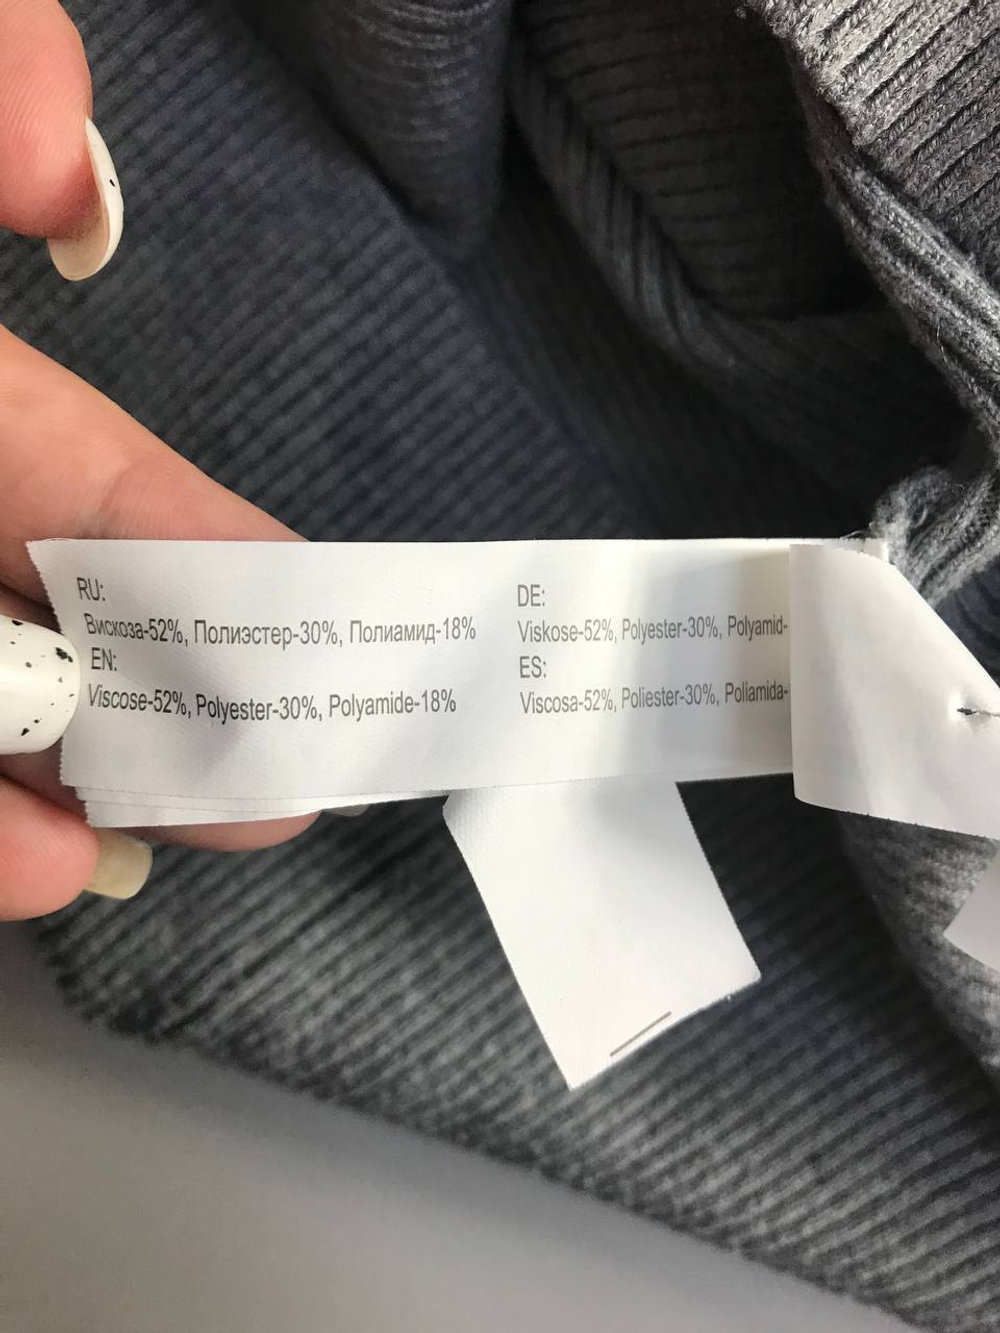 RU:
Вискоза-52%, Полиэстер-30%, Полиамид-18%
EN:
Viscose-52%, Polyester-30%, Polyamide-18%
DE:
Viskose-52%, Polyester-30%, Polyamid-
ES:
Viscosa-52%, Poliester-30%, Poliamida-